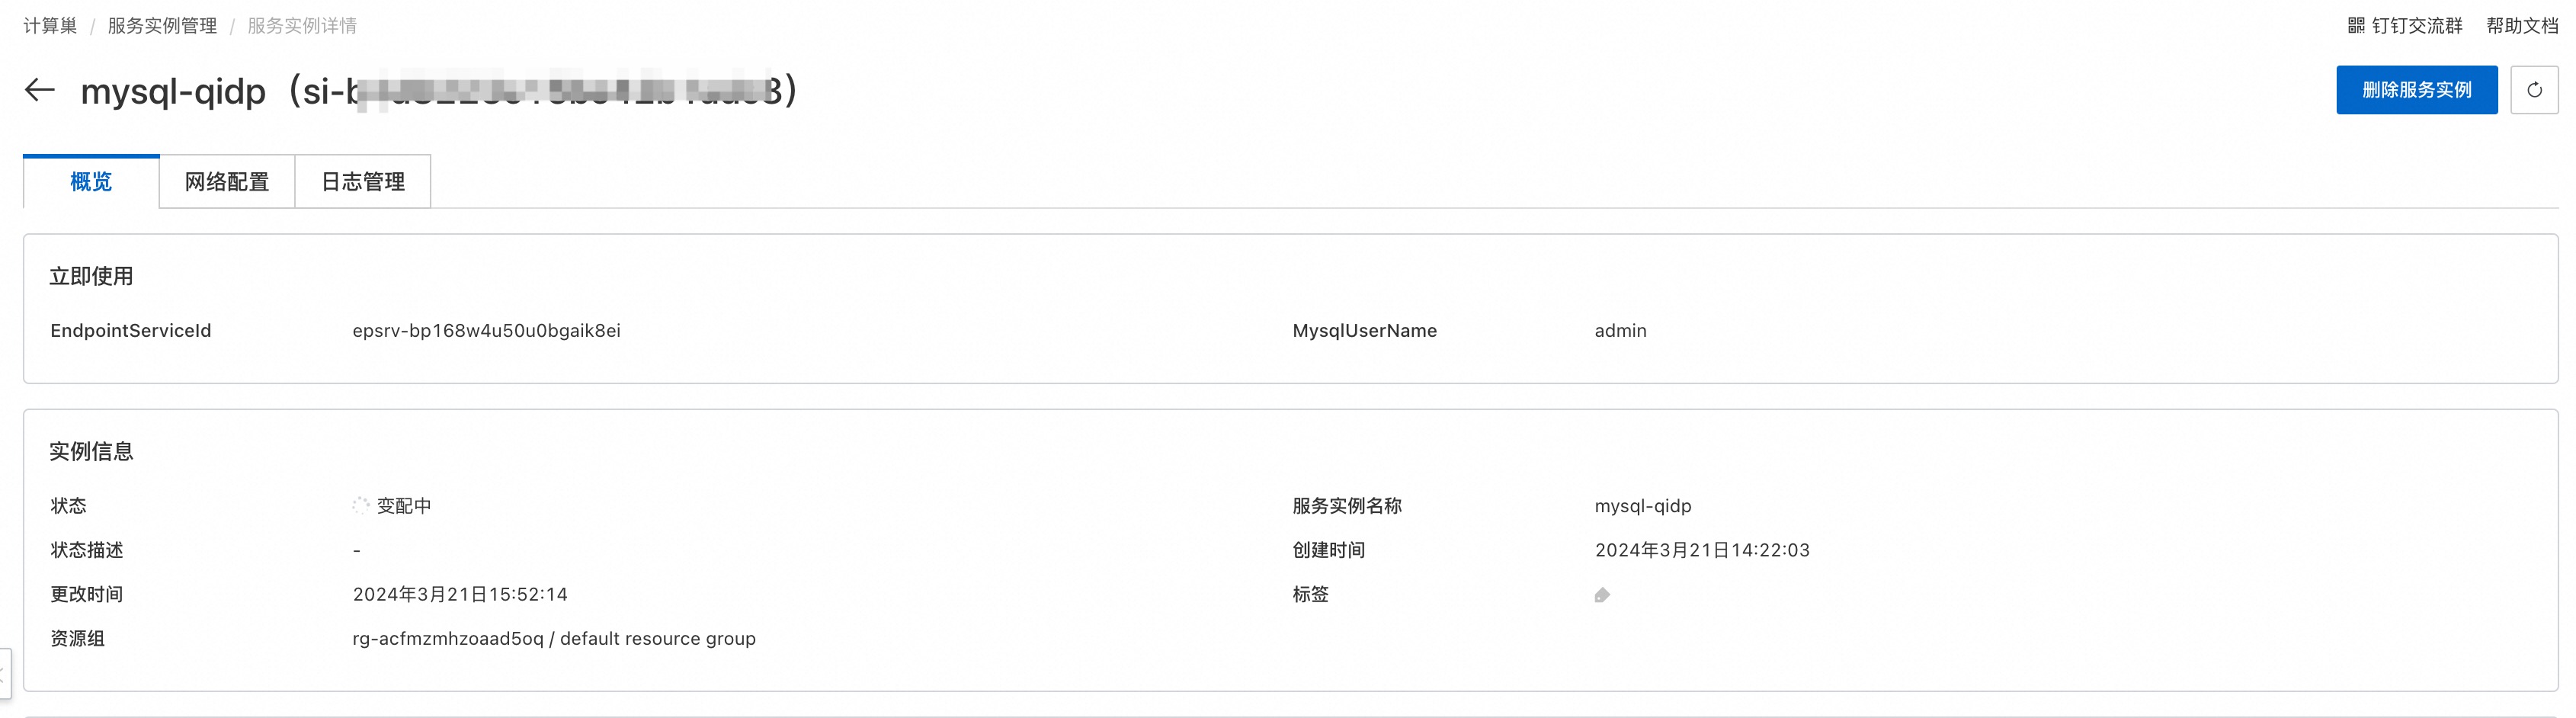 计算巢 / 服务实例管理 / 服务实例详情
钉钉交流群 帮助文档
mysql-qidp（si-
删除服务实例
概览 网络配置 日志管理
立即使用
EndpointServiceId epsrv-bp168w4u50u0bgaik8ei MysqlUserName admin
实例信息
状态 变配中 服务实例名称 mysql-qidp
状态描述 - 创建时间 2024年3月21日14:22:03
更改时间 2024年3月21日15:52:14 标签
资源组 rg-acfmzmhzoaad5oq / default resource group